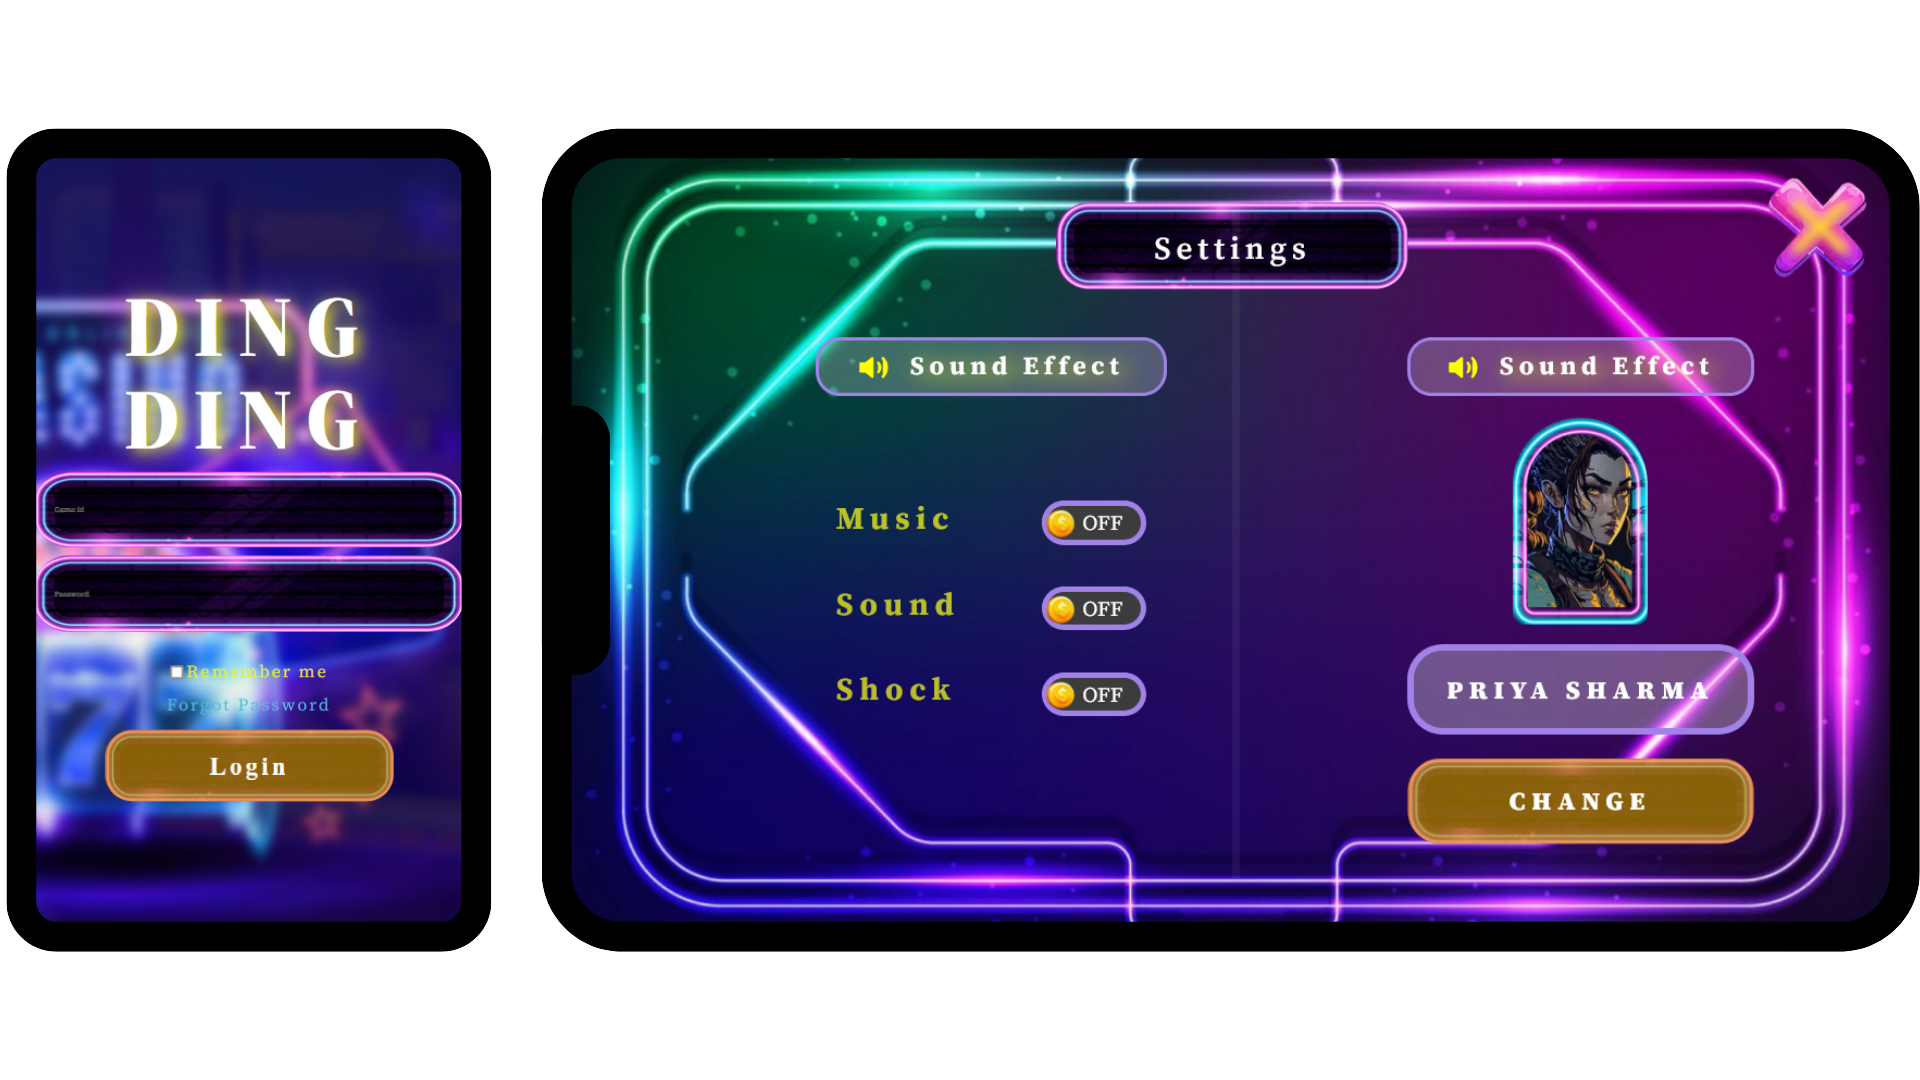 DING
DING
Game id
Password
Remember me
Forgot Password
Login
Settings
Sound Effect
Music OFF
Sound OFF
Shock OFF
Sound Effect
PRIYA SHARMA
CHANGE